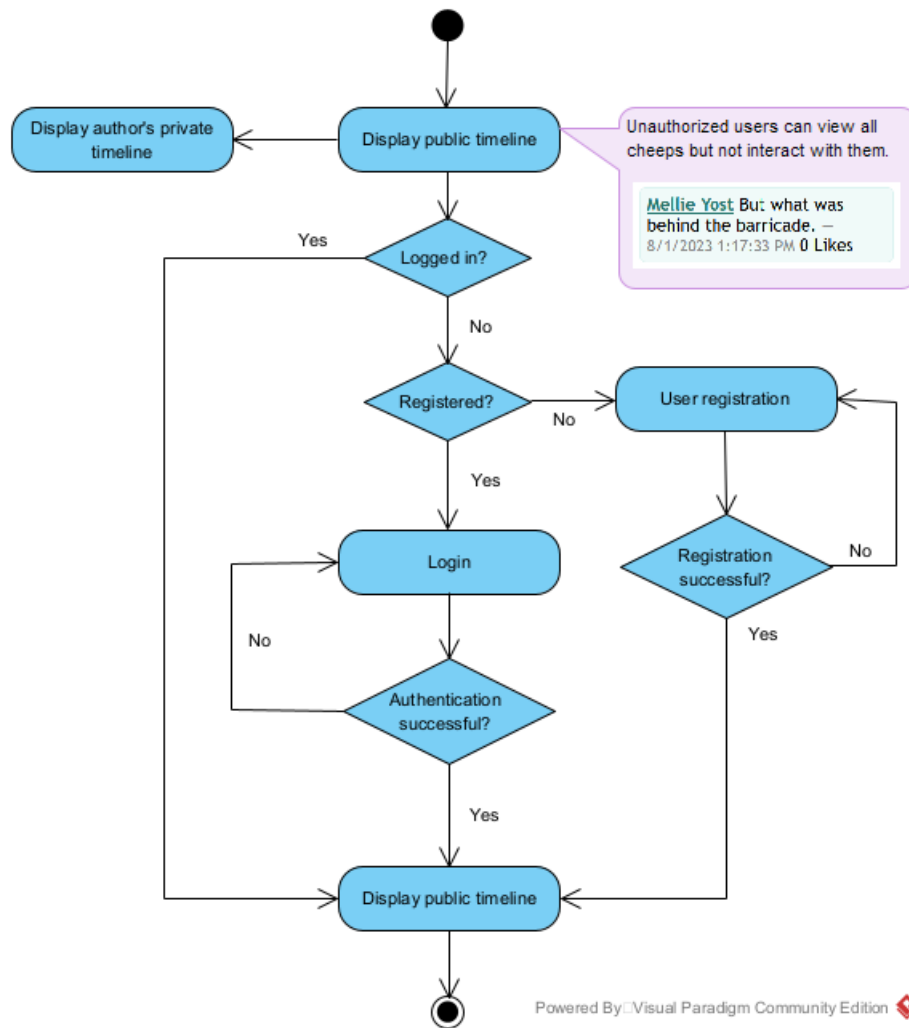 Display author's private
timeline
Display public timeline
Unauthorized users can view all
cheeps but not interact with them.
Mellie Yost But what was
behind the barricade. —
8/1/2023 1:17:33 PM 0 Likes
Yes
Logged in?
No
Registered?
No
User registration
Yes
Login
Registration
successful?
No
No
Yes
Authentication
successful?
Yes
Display public timeline
Powered By□Visual Paradigm Community Edition